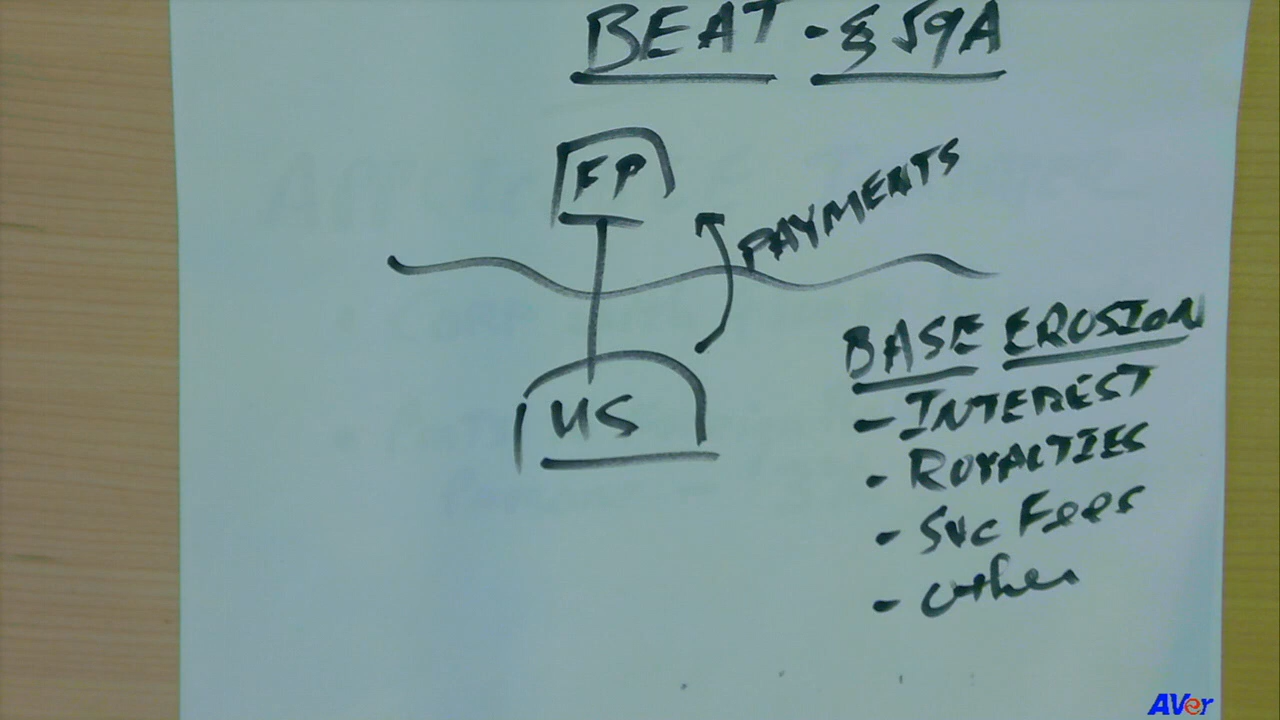 BEAT - § 59A
FP
PAYMENTS
US
BASE EROSION
- INTEREST
- ROYALTIES
- SVC FEES
- other
AVer